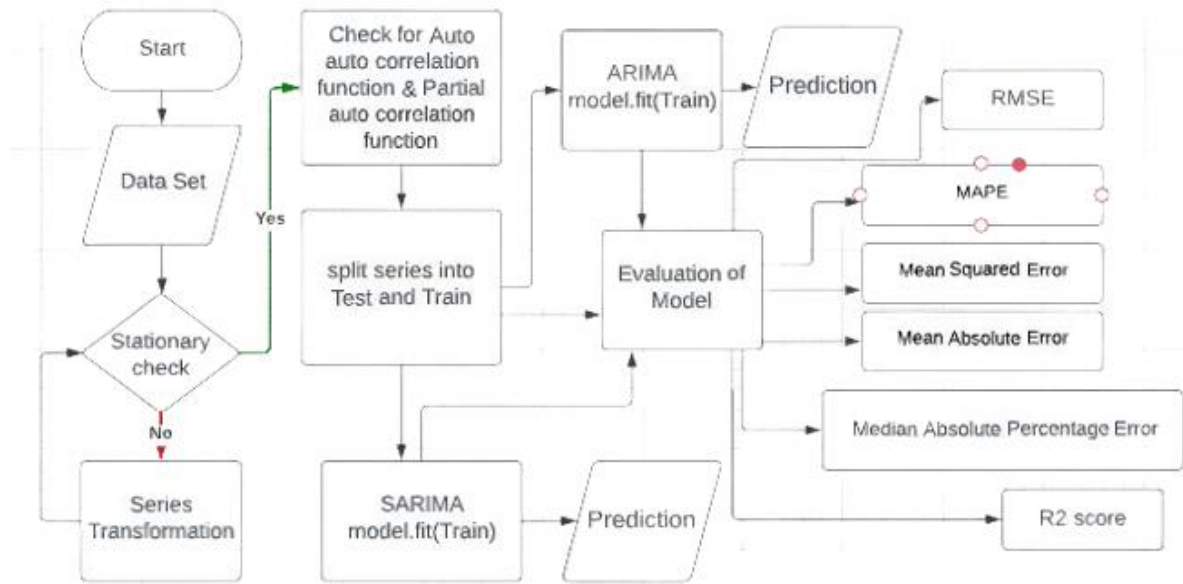 Start
Data Set
Stationary
check
No
Series
Transformation
Yes
Check for Auto
auto correlation
function & Partial
auto correlation
function
split series into
Test and Train
SARIMA
model.fit(Train)
Prediction
ARIMA
model.fit(Train)
Prediction
Evaluation of
Model
RMSE
MAPE
Mean Squared Error
Mean Absolute Error
Median Absolute Percentage Error
R2 score